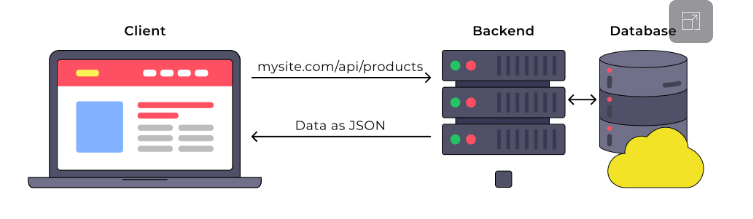 Client
Backend
Database
mysite.com/api/products
Data as JSON